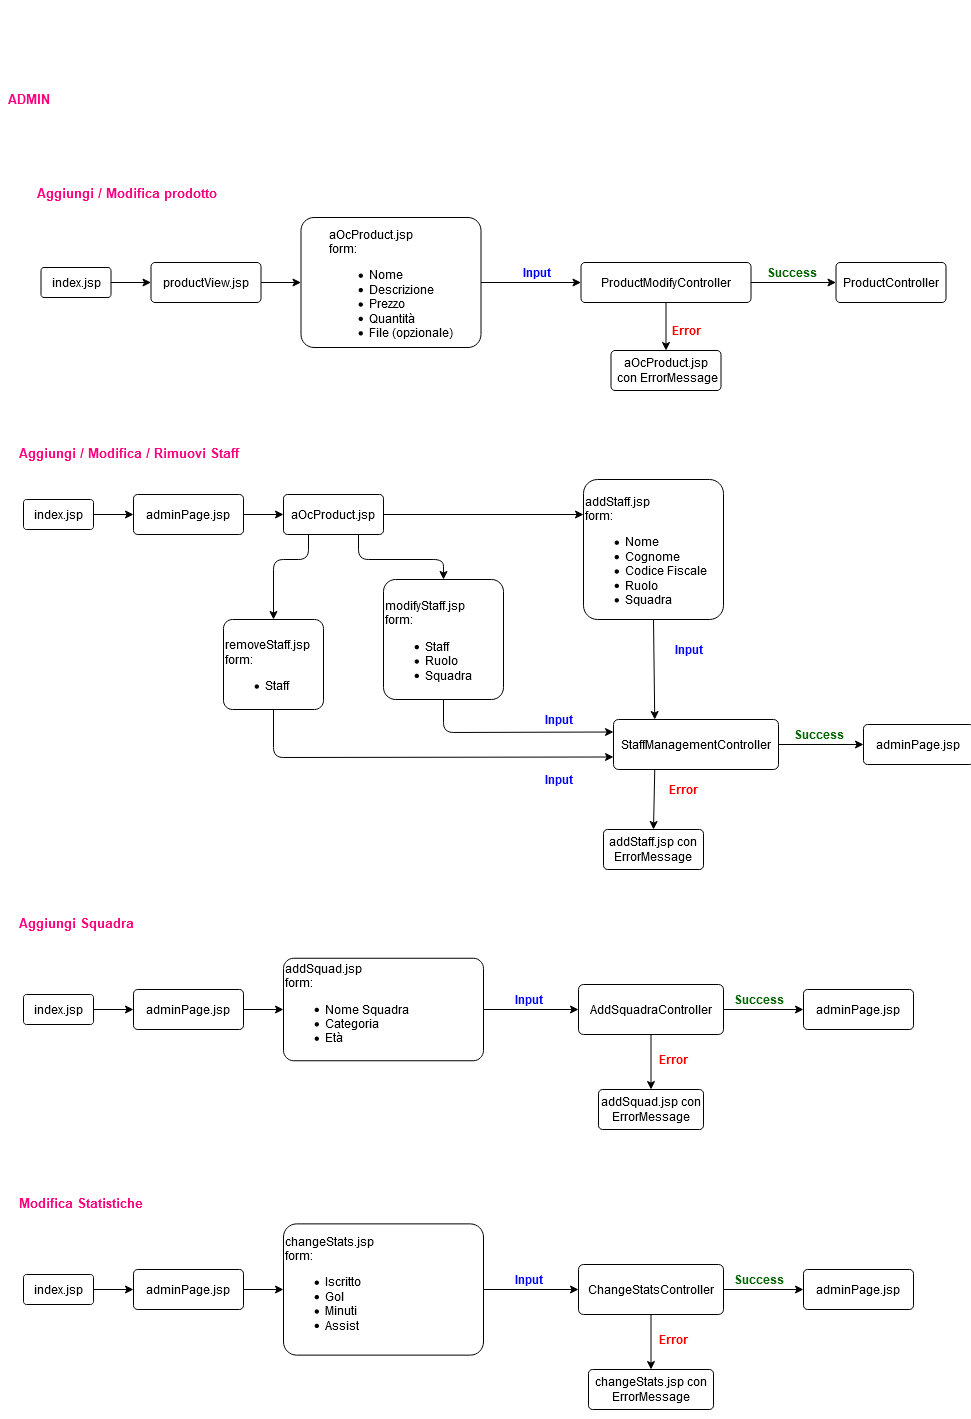 ADMIN
Aggiungi / Modifica prodotto
index.jsp
productView.jsp
aOcProduct.jsp
form:
Nome
Descrizione
Prezzo
Quantità
File (opzionale)
Input
ProductModifyController
Success
ProductController
Error
aOcProduct.jsp
con ErrorMessage
Aggiungi / Modifica / Rimuovi Staff
index.jsp
adminPage.jsp
aOcProduct.jsp
addStaff.jsp
form:
Nome
Cognome
Codice Fiscale
Ruolo
Squadra
modifyStaff.jsp
form:
Staff
Ruolo
Squadra
removeStaff.jsp
form:
Staff
Input
Input
Input
StaffManagementController
Success
adminPage.jsp
Error
addStaff.jsp con
ErrorMessage
Aggiungi Squadra
index.jsp
adminPage.jsp
addSquad.jsp
form:
Nome Squadra
Categoria
Età
Input
AddSquadraController
Success
adminPage.jsp
Error
addSquad.jsp con
ErrorMessage
Modifica Statistiche
index.jsp
adminPage.jsp
changeStats.jsp
form:
Iscritto
Gol
Minuti
Assist
Input
ChangeStatsController
Success
adminPage.jsp
Error
changeStats.jsp con
ErrorMessage